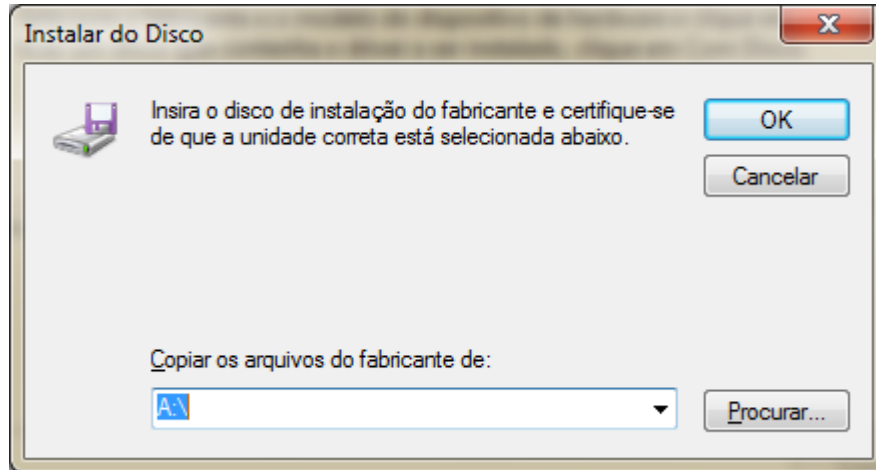 Instalar do Disco
Insira o disco de instalação do fabricante e certifique-se
de que a unidade correta está selecionada abaixo.
OK
Cancelar
Copiar os arquivos do fabricante de:
A:\
Procurar...